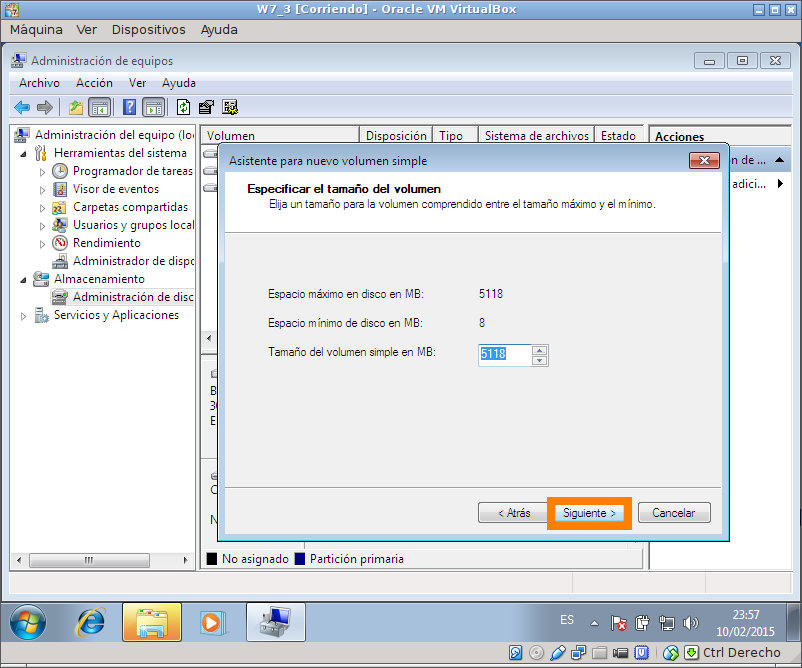 W7_3 [Corriendo] - Oracle VM VirtualBox
Máquina Ver Dispositivos Ayuda
Administración de equipos
Archivo Acción Ver Ayuda
Administración del equipo (lo
Herramientas del sistema
Programador de tareas
Visor de eventos
Carpetas compartidas
Usuarios y grupos local
Rendimiento
Administrador de dispo
Almacenamiento
Administración de disc
Servicios y Aplicaciones
Volumen Disposición Tipo Sistema de archivos Estado
Acciones
n de ...
adici...
Asistente para nuevo volumen simple
Especificar el tamaño del volumen
Elija un tamaño para la volumen comprendido entre el tamaño máximo y el mínimo.
Espacio máximo en disco en MB: 5118
Espacio mínimo de disco en MB: 8
Tamaño del volumen simple en MB: 5118
< Atrás Siguiente > Cancelar
B
30
E
C
N
No asignado Partición primaria
ES
23:57
10/02/2015
Ctrl Derecho